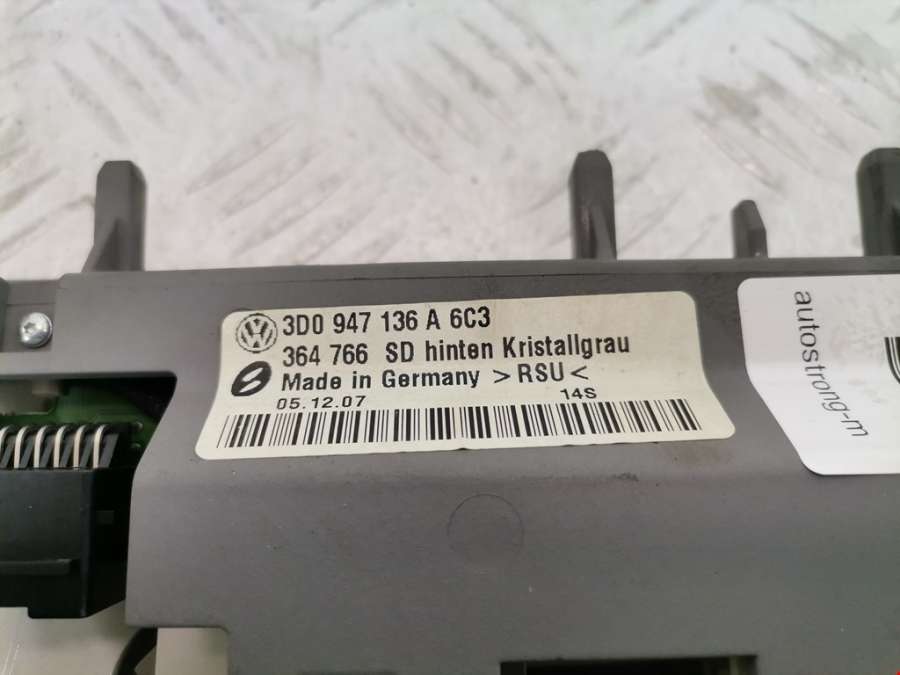 3D0 947 136 A 6C3
364 766 SD hinten Kristallgrau
Made in Germany >RSU<
05.12.07 14S
autostrong-m